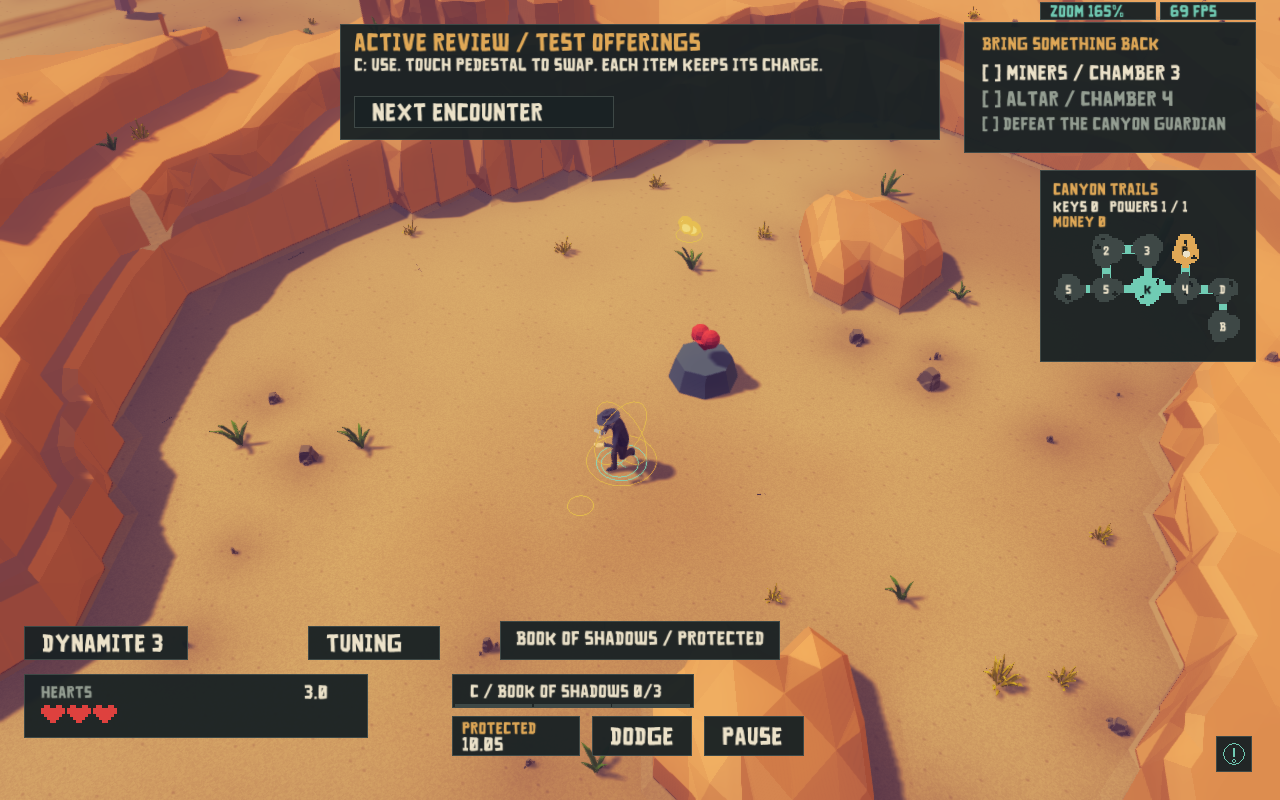 ZOOM 165%
69 FPS
ACTIVE REVIEW / TEST OFFERINGS
C: USE. TOUCH PEDESTAL TO SWAP. EACH ITEM KEEPS ITS CHARGE.
NEXT ENCOUNTER
BRING SOMETHING BACK
[ ] MINERS / CHAMBER 3
[ ] ALTAR / CHAMBER 4
[ ] DEFEAT THE CANYON GUARDIAN
CANYON TRAILS
KEYS 0 POWERS 1 / 1
MONEY 0
2 3
S 5 K 4 D
B
DYNAMITE 3
TUNING
BOOK OF SHADOWS / PROTECTED
HEARTS 3.0
C / BOOK OF SHADOWS 0/3
PROTECTED
10.0S
DODGE
PAUSE